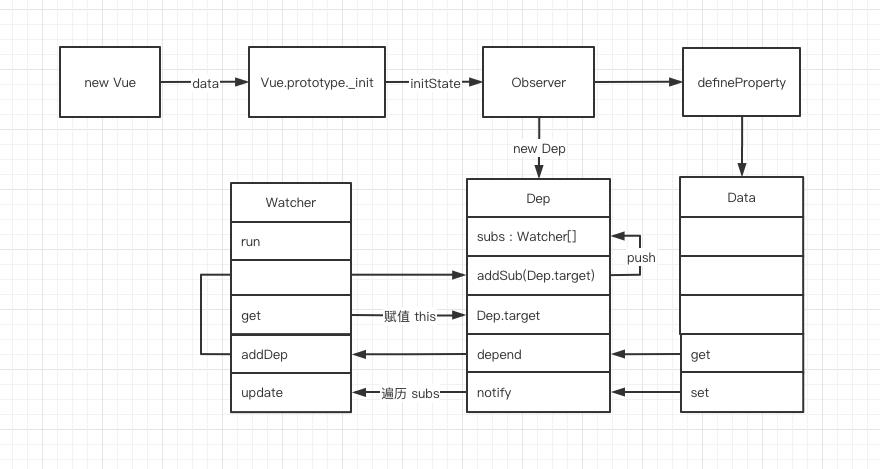 new Vue
data
Vue.prototype._init
initState
Observer
defineProperty
new Dep
Watcher
Dep
Data
run
subs : Watcher[]
push
addSub(Dep.target)
get
赋值 this
Dep.target
addDep
depend
get
update
遍历 subs
notify
set